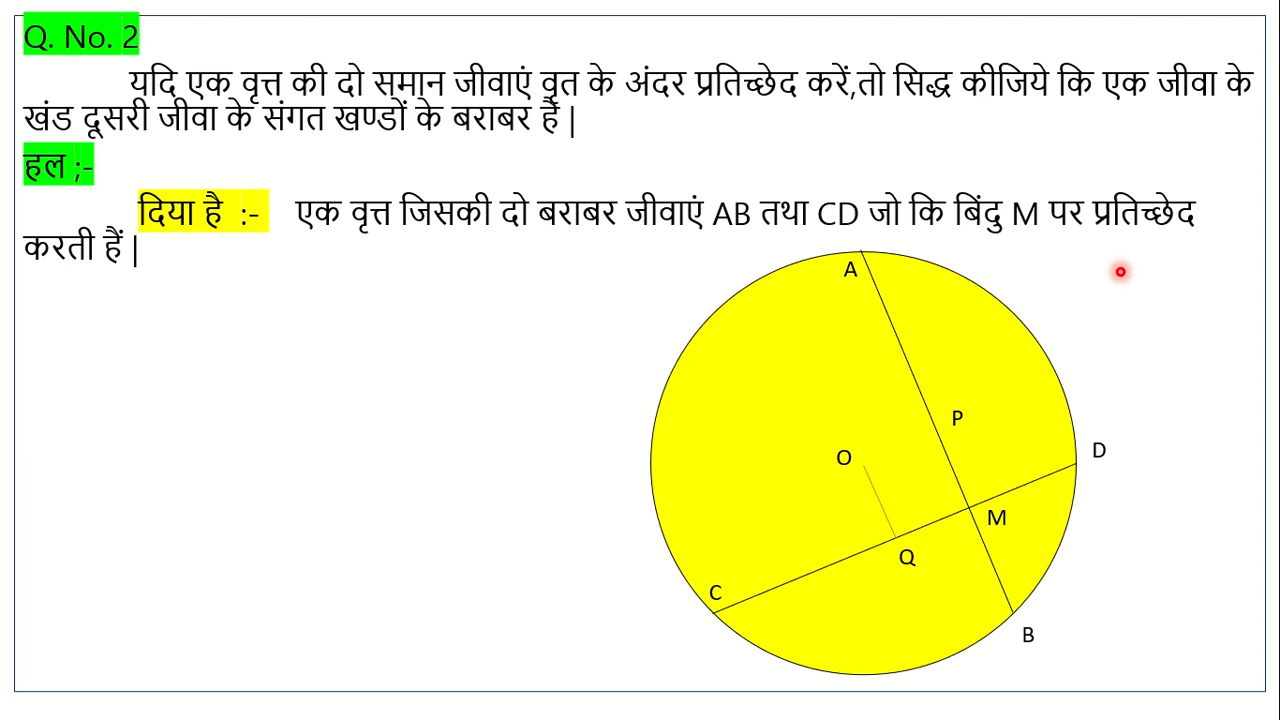 Q. No. 2
यदि एक वृत्त की दो समान जीवाएं वृत के अंदर प्रतिच्छेद करें,तो सिद्ध कीजिये कि एक जीवा के
खंड दूसरी जीवा के संगत खण्डों के बराबर है |
हल ;-
दिया है :- एक वृत्त जिसकी दो बराबर जीवाएं AB तथा CD जो कि बिंदु M पर प्रतिच्छेद
करती हैं |
A
P
D
O
M
Q
C
B